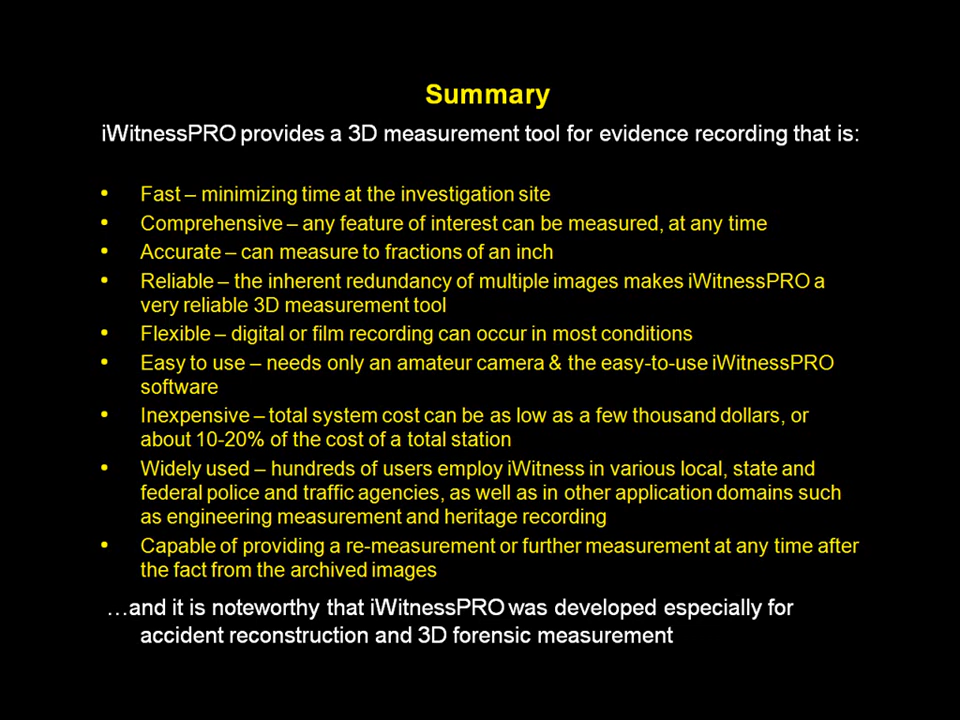 Summary
iWitnessPRO provides a 3D measurement tool for evidence recording that is:
• Fast – minimizing time at the investigation site
• Comprehensive – any feature of interest can be measured, at any time
• Accurate – can measure to fractions of an inch
• Reliable – the inherent redundancy of multiple images makes iWitnessPRO a
very reliable 3D measurement tool
• Flexible – digital or film recording can occur in most conditions
• Easy to use – needs only an amateur camera & the easy-to-use iWitnessPRO
software
• Inexpensive – total system cost can be as low as a few thousand dollars, or
about 10-20% of the cost of a total station
• Widely used – hundreds of users employ iWitness in various local, state and
federal police and traffic agencies, as well as in other application domains such
as engineering measurement and heritage recording
• Capable of providing a re-measurement or further measurement at any time after
the fact from the archived images
…and it is noteworthy that iWitnessPRO was developed especially for
accident reconstruction and 3D forensic measurement